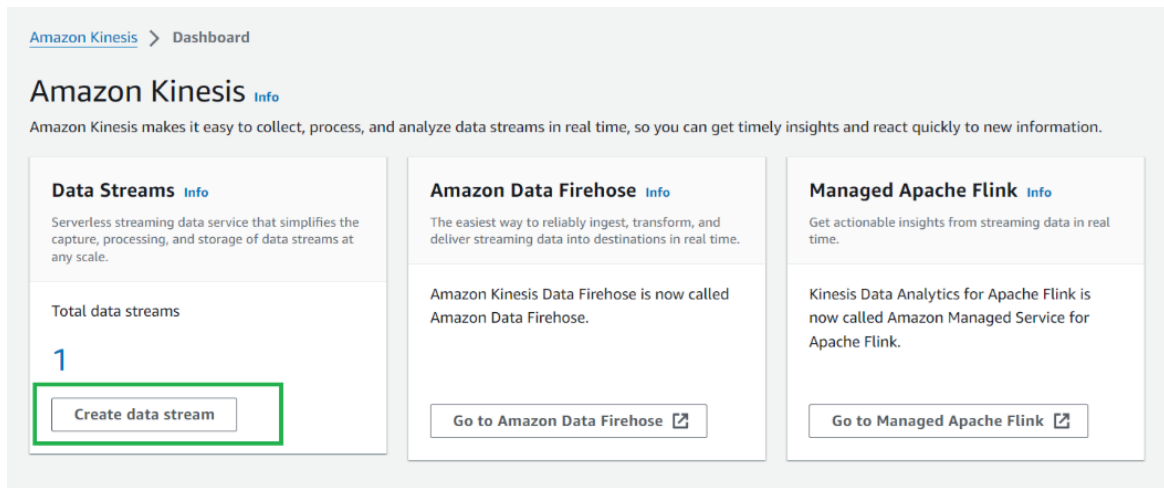 Amazon Kinesis > Dashboard
Amazon Kinesis Info
Amazon Kinesis makes it easy to collect, process, and analyze data streams in real time, so you can get timely insights and react quickly to new information.
Data Streams Info
Serverless streaming data service that simplifies the
capture, processing, and storage of data streams at
any scale.
Total data streams
1
Create data stream
Amazon Data Firehose Info
The easiest way to reliably ingest, transform, and
deliver streaming data into destinations in real time.
Amazon Kinesis Data Firehose is now called
Amazon Data Firehose.
Go to Amazon Data Firehose
Managed Apache Flink Info
Get actionable insights from streaming data in real
time.
Kinesis Data Analytics for Apache Flink is
now called Amazon Managed Service for
Apache Flink.
Go to Managed Apache Flink